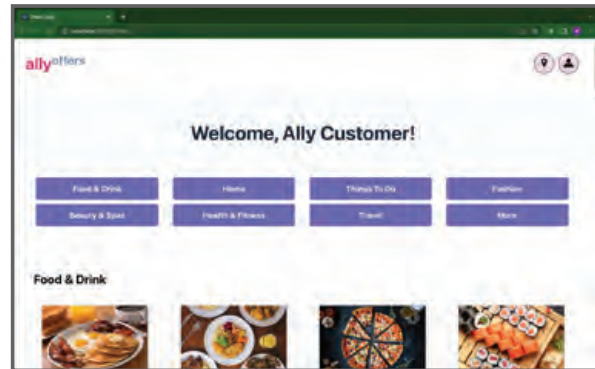 allyoffers
Welcome, Ally Customer!
Food & Drink
Home
Things To Do
Fashion
Beauty & Spas
Health & Fitness
Travel
More
Food & Drink